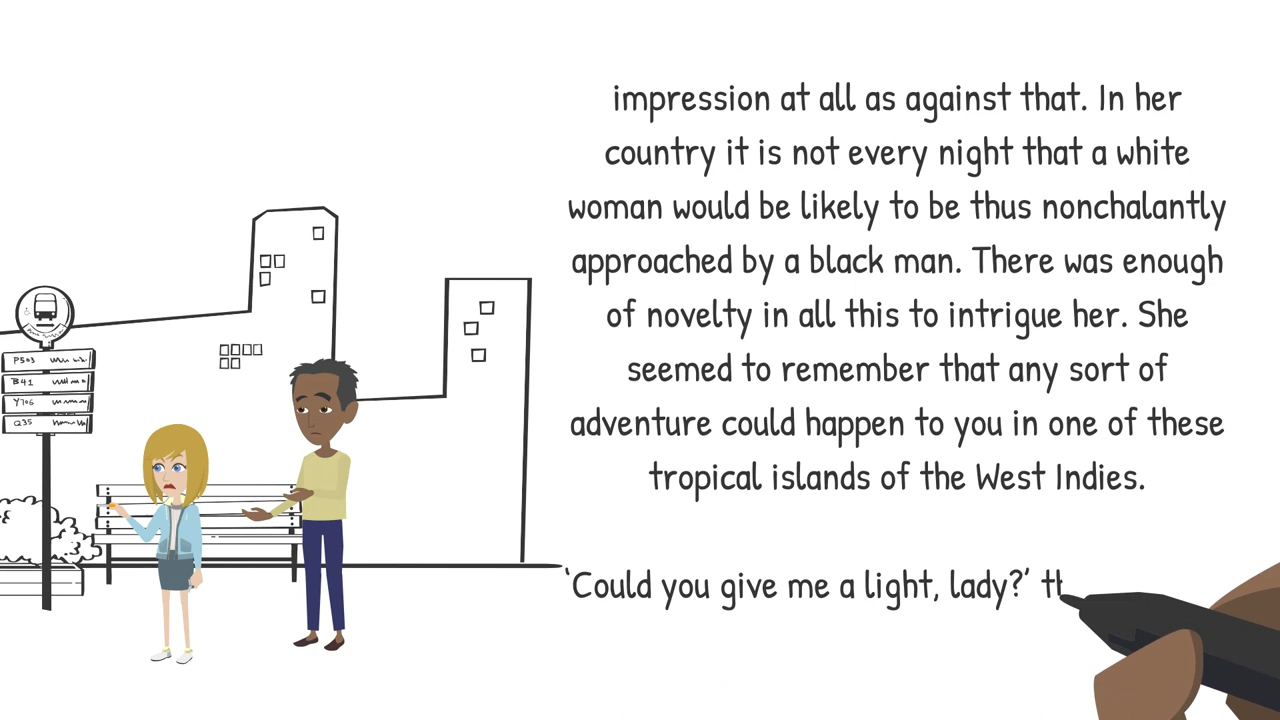 impression at all as against that. In her
country it is not every night that a white
woman would be likely to be thus nonchalantly
approached by a black man. There was enough
of novelty in all this to intrigue her. She
seemed to remember that any sort of
adventure could happen to you in one of these
tropical islands of the West Indies.
‘Could you give me a light, lady?’ th
P503
B41
Y706
Q35